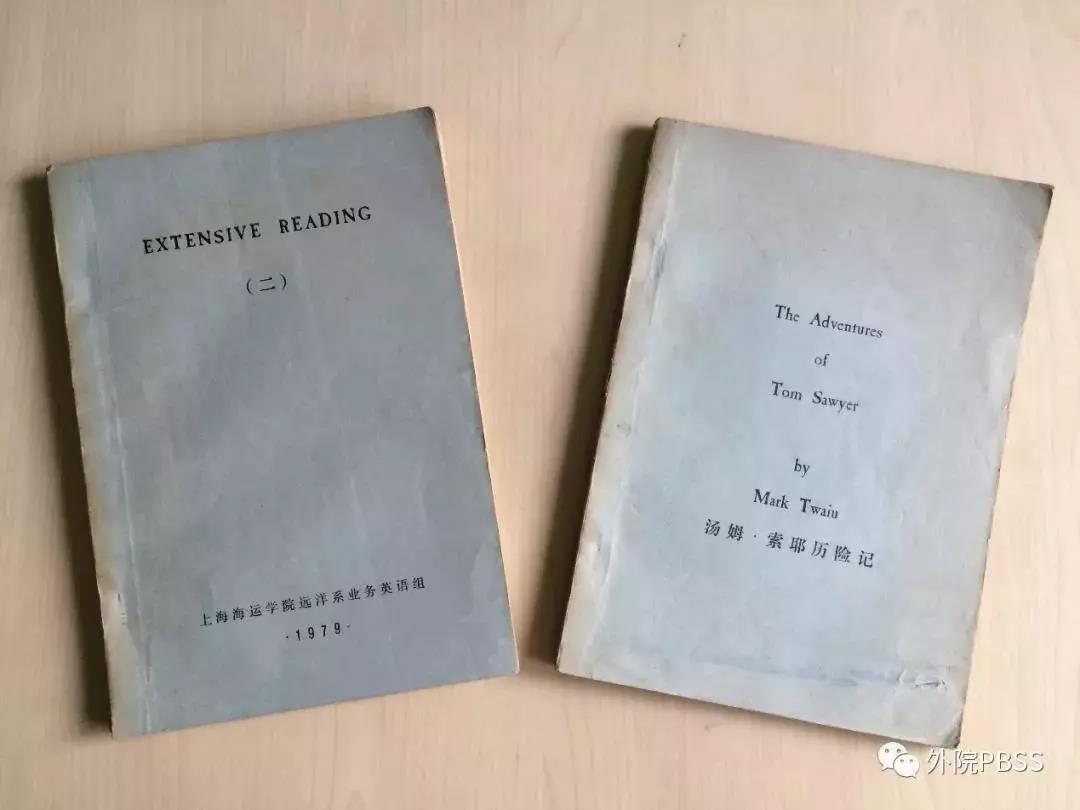 EXTENSIVE READING
(二)
上海海运学院远洋系业务英语组
·1979·
The Adventures
of
Tom Sawyer
by
Mark Twaiu
汤姆·索耶历险记
外院PBSS